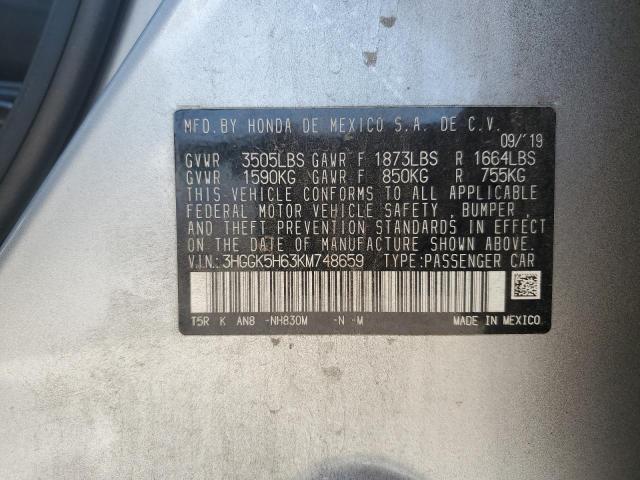 MFD.BY HONDA DE MEXICO S.A. DE C.V.
09/'19
GVWR 3505LBS GAWR F 1873LBS R 1664LBS
GVWR 1590KG GAWR F 850KG R 755KG
THIS VEHICLE CONFORMS TO ALL APPLICABLE
FEDERAL MOTOR VEHICLE SAFETY , BUMPER ,
AND THEFT PREVENTION STANDARDS IN EFFECT
ON THE DATE OF MANUFACTURE SHOWN ABOVE.
V.I.N.: 3HGGK5H63KM748659 TYPE:PASSENGER CAR
T5R K AN8 -NH830M -N -M
MADE IN MEXICO